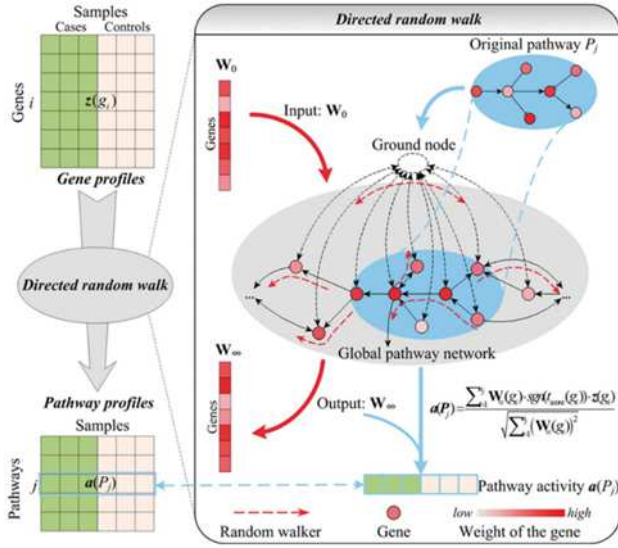 Samples
Cases Controls
Genes
i
z(gᵢ)
Gene profiles
Directed random walk
Pathway profiles
Samples
Pathways
j
a(Pⱼ)
Directed random walk
W₀
Genes
Input: W₀
Original pathway Pⱼ
Ground node
...
...
Global pathway network
W∞
Genes
Output: W∞
Pathway activity a(Pⱼ)
Random walker
Gene
low high
Weight of the gene